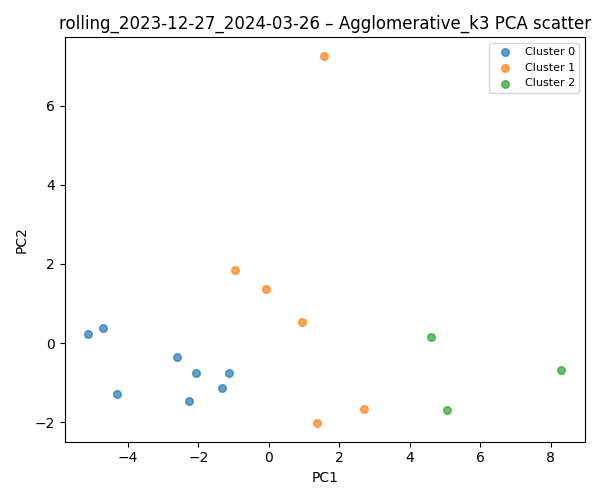 rolling_2023-12-27_2024-03-26 – Agglomerative_k3 PCA scatter
Cluster 0
Cluster 1
Cluster 2
PC2
6
4
2
0
−2
−4 −2 0 2 4 6 8
PC1